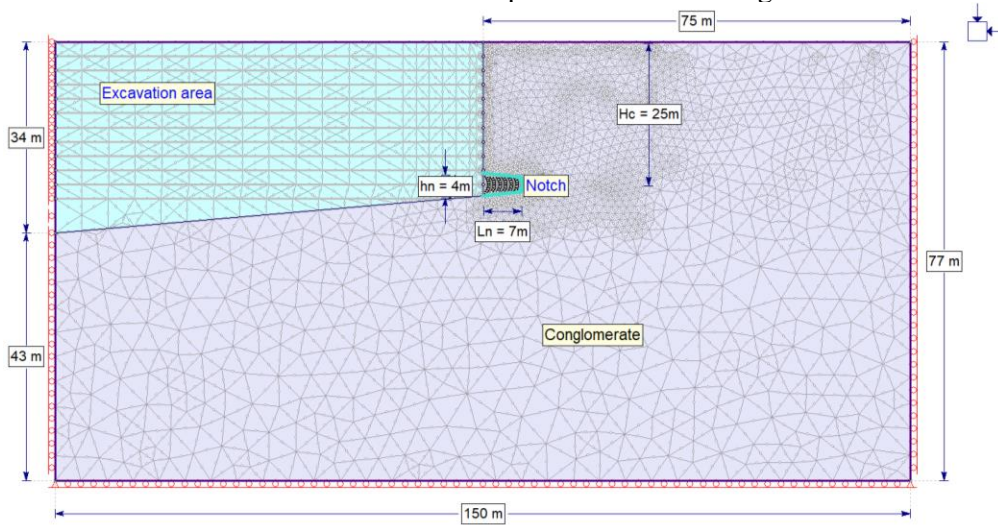 75 m
Excavation area
34 m
Hc = 25m
hn = 4m
Notch
Ln = 7m
77 m
Conglomerate
43 m
150 m